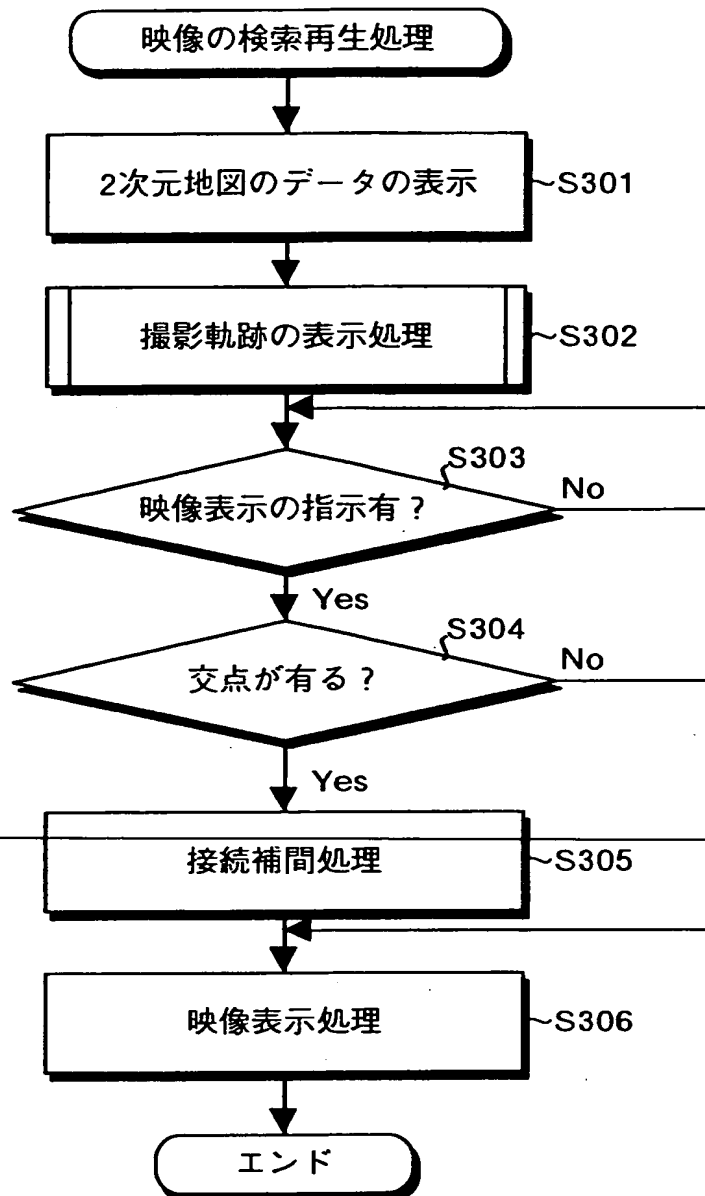 映像の検索再生処理
2次元地図のデータの表示
S301
撮影軌跡の表示処理
S302
S303
映像表示の指示有?
No
Yes
S304
交点が有る?
No
Yes
接続補間処理
S305
映像表示処理
S306
エンド